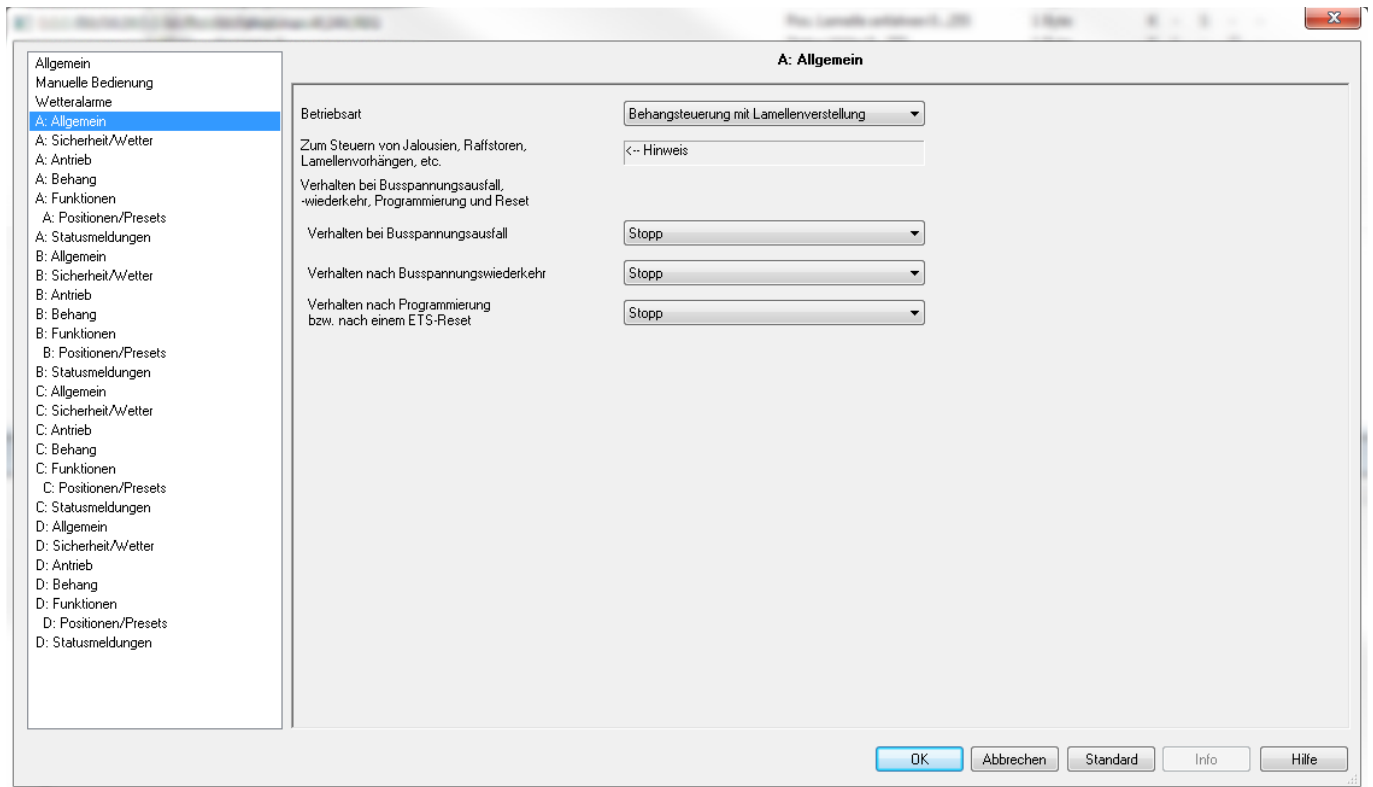 A: Allgemein
Allgemein
Manuelle Bedienung
Wetteralarme
A: Allgemein
A: Sicherheit/Wetter
A: Antrieb
A: Behang
A: Funktionen
A: Positionen/Presets
A: Statusmeldungen
B: Allgemein
B: Sicherheit/Wetter
B: Antrieb
B: Behang
B: Funktionen
B: Positionen/Presets
B: Statusmeldungen
C: Allgemein
C: Sicherheit/Wetter
C: Antrieb
C: Behang
C: Funktionen
C: Positionen/Presets
C: Statusmeldungen
D: Allgemein
D: Sicherheit/Wetter
D: Antrieb
D: Behang
D: Funktionen
D: Positionen/Presets
D: Statusmeldungen
Betriebsart
Behangsteuerung mit Lamellenverstellung
Zum Steuern von Jalousien, Raffstoren,
Lamellenvorhängen, etc.
<-- Hinweis
Verhalten bei Busspannungsausfall,
-wiederkehr, Programmierung und Reset
Verhalten bei Busspannungsausfall
Stopp
Verhalten nach Busspannungswiederkehr
Stopp
Verhalten nach Programmierung
bzw. nach einem ETS-Reset
Stopp
OK
Abbrechen
Standard
Info
Hilfe